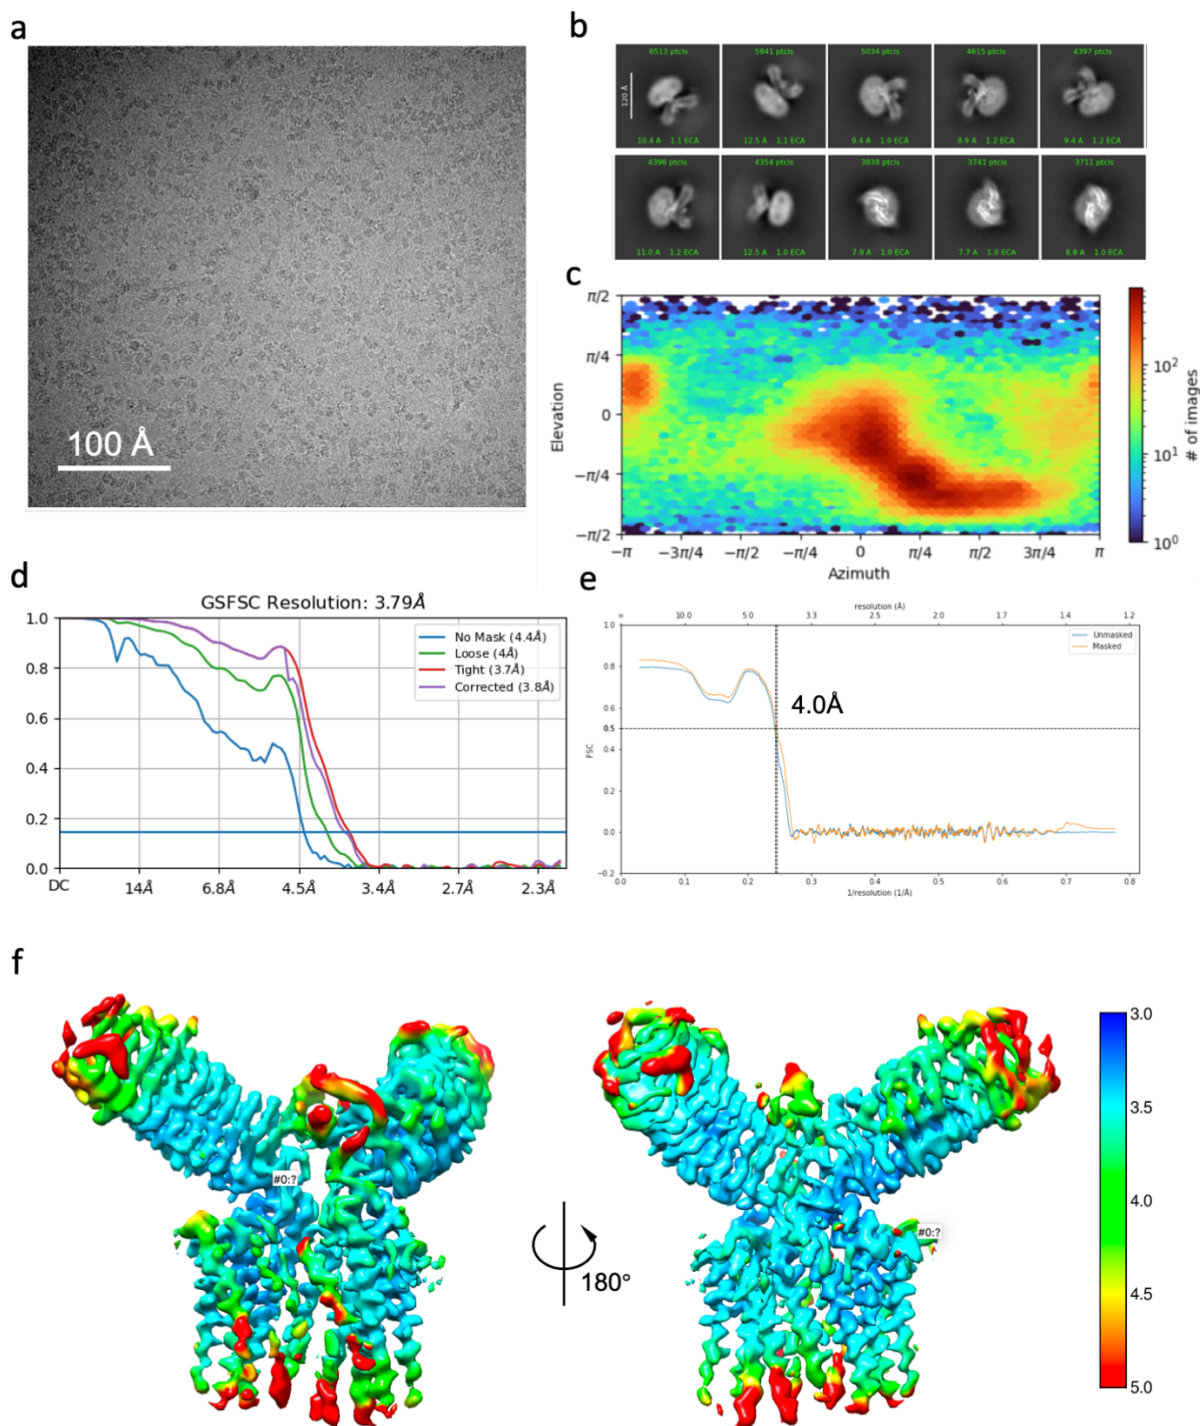 a
100 Å
b
6513 ptcls
5941 ptcls
5034 ptcls
4615 ptcls
4397 ptcls
120 Å
10.4 A 1.1 ECA
12.5 A 1.1 ECA
8.4 A 1.0 ECA
8.9 A 1.2 ECA
9.4 A 1.2 ECA
4396 ptcls
4354 ptcls
3838 ptcls
3741 ptcls
3711 ptcls
11.0 A 1.2 ECA
12.5 A 1.0 ECA
7.9 A 1.0 ECA
7.7 A 1.0 ECA
8.8 A 1.0 ECA
c
π/2
π/4
0
−π/4
−π/2
Elevation
−π
−3π/4
−π/2
−π/4
0
π/4
π/2
3π/4
π
Azimuth
10²
10¹
10⁰
# of images
d
GSFSC Resolution: 3.79Å
1.0
0.8
0.6
0.4
0.2
0.0
No Mask (4.4Å)
Loose (4Å)
Tight (3.7Å)
Corrected (3.8Å)
DC
14Å
6.8Å
4.5Å
3.4Å
2.7Å
2.3Å
e
resolution (Å)
∞
10.0
5.0
3.3
2.5
2.0
1.7
1.4
1.2
1.0
0.8
0.6
0.5
0.4
0.2
0.0
−0.2
FSC
Unmasked
Masked
4.0Å
0.0
0.1
0.2
0.3
0.4
0.5
0.6
0.7
0.8
1/resolution (1/Å)
f
#0:?
180°
#0:?
3.0
3.5
4.0
4.5
5.0